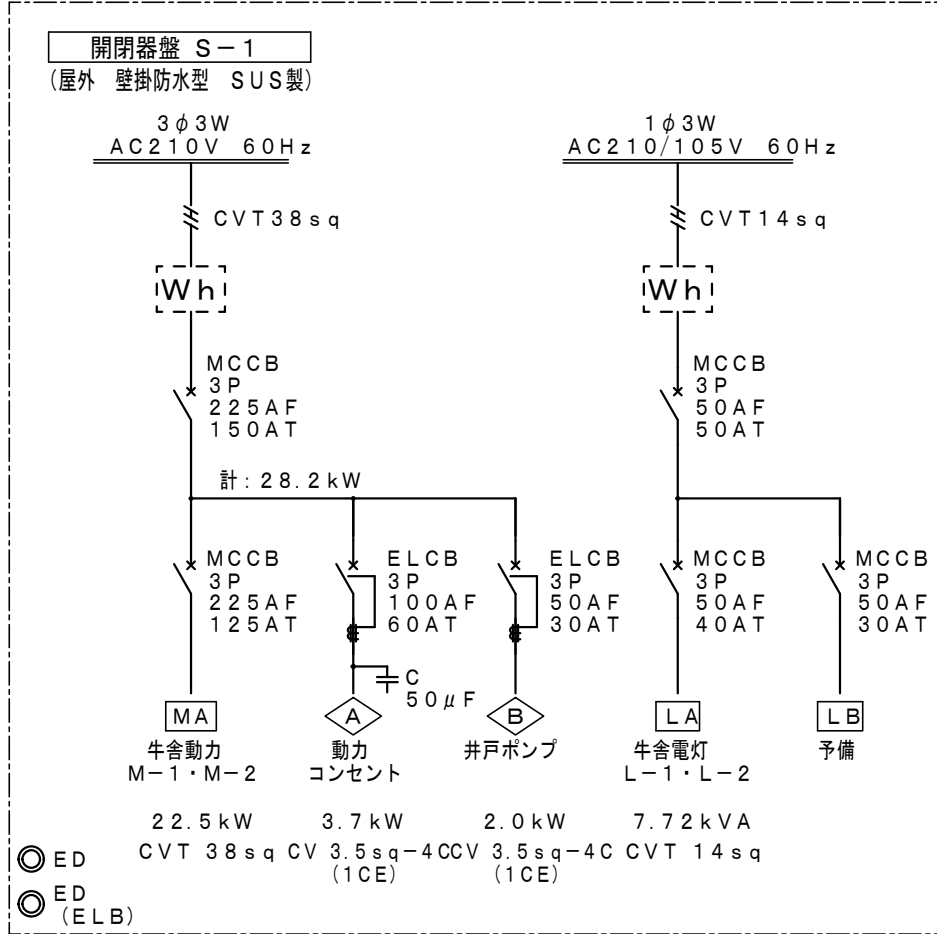 開閉器盤 S－1
(屋外 壁掛防水型 SUS製)
3φ3W
AC210V 60Hz
CVT38sq
Wh
MCCB
3P
225AF
150AT
計：28.2kW
MCCB
3P
225AF
125AT
MA
牛舎動力
M－1・M－2
22.5kW
CVT 38sq
ELCB
3P
100AF
60AT
C
50μF
A
動力
コンセント
3.7kW
CV 3.5sq－4C
(1CE)
ELCB
3P
50AF
30AT
B
井戸ポンプ
2.0kW
CV 3.5sq－4C
(1CE)
1φ3W
AC210/105V 60Hz
CVT14sq
Wh
MCCB
3P
50AF
50AT
MCCB
3P
50AF
40AT
LA
牛舎電灯
L－1・L－2
7.72kVA
CVT 14sq
MCCB
3P
50AF
30AT
LB
予備
ED
ED
(ELB)